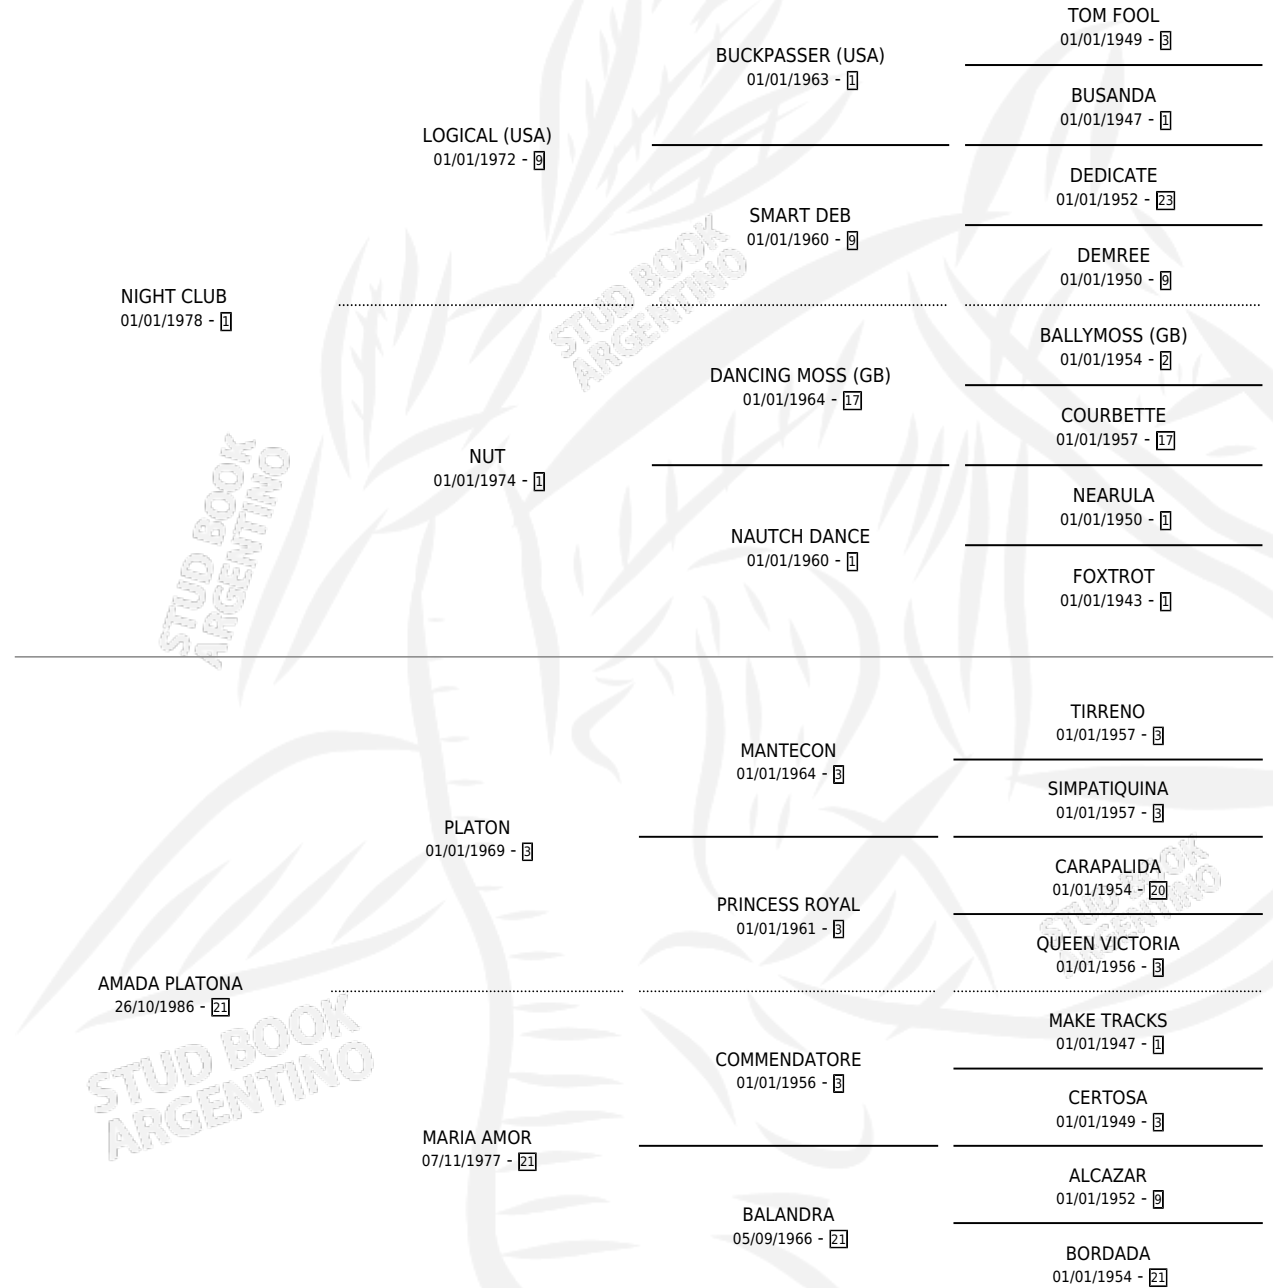 TOM FOOL
01/01/1949 - 3
BUCKPASSER (USA)
01/01/1963 - 1
BUSANDA
01/01/1947 - 1
LOGICAL (USA)
01/01/1972 - 9
DEDICATE
01/01/1952 - 23
SMART DEB
01/01/1960 - 9
DEMREE
01/01/1950 - 9
NIGHT CLUB
01/01/1978 - 1
BALLYMOSS (GB)
01/01/1954 - 2
DANCING MOSS (GB)
01/01/1964 - 17
COURBETTE
01/01/1957 - 17
NUT
01/01/1974 - 1
NEARULA
01/01/1950 - 1
NAUTCH DANCE
01/01/1960 - 1
FOXTROT
01/01/1943 - 1
TIRRENO
01/01/1957 - 3
MANTECON
01/01/1964 - 3
SIMPATIQUINA
01/01/1957 - 3
PLATON
01/01/1969 - 3
CARAPALIDA
01/01/1954 - 20
PRINCESS ROYAL
01/01/1961 - 3
QUEEN VICTORIA
01/01/1956 - 3
AMADA PLATONA
26/10/1986 - 21
MAKE TRACKS
01/01/1947 - 1
COMMENDATORE
01/01/1956 - 3
CERTOSA
01/01/1949 - 3
MARIA AMOR
07/11/1977 - 21
ALCAZAR
01/01/1952 - 9
BALANDRA
05/09/1966 - 21
BORDADA
01/01/1954 - 21
STUD BOOK
ARGENTINO
STUD BOOK
ARGENTINO
STUD BOOK
ARGENTINO
STUD BOOK
ARGENTINO